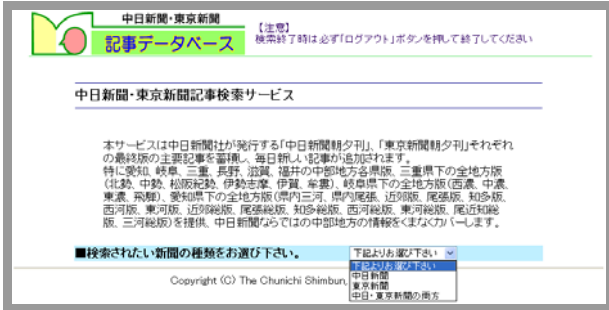 中日新聞・東京新聞
記事データベース
【注意】
検索終了時は必ず「ログアウト」ボタンを押して終了してください
中日新聞・東京新聞記事検索サービス
本サービスは中日新聞社が発行する「中日新聞朝夕刊」、「東京新聞朝夕刊」それぞれ
の最終版の主要記事を蓄積し、毎日新しい記事が追加されます。
特に愛知、岐阜、三重、長野、滋賀、福井の中部地方各県版、三重県下の全地方版
(北勢、中勢、松阪紀勢、伊勢志摩、伊賀、牟婁)、岐阜県下の全地方版(西濃、中濃、
東濃、飛騨)、愛知県下の全地方版(県内三河、県内尾張、近郊版、尾張版、知多版、
西河版、東河版、近郊総版、尾張総版、知多総版、西河総版、東河総版、尾近知総
版、三河総版)を提供、中日新聞ならではの中部地方の情報をくまなくカバーします。
■検索されたい新聞の種類をお選び下さい。 下記よりお選び下さい
下記よりお選び下さい
中日新聞
東京新聞
中日・東京新聞の両方
Copyright (C) The Chunichi Shimbun,